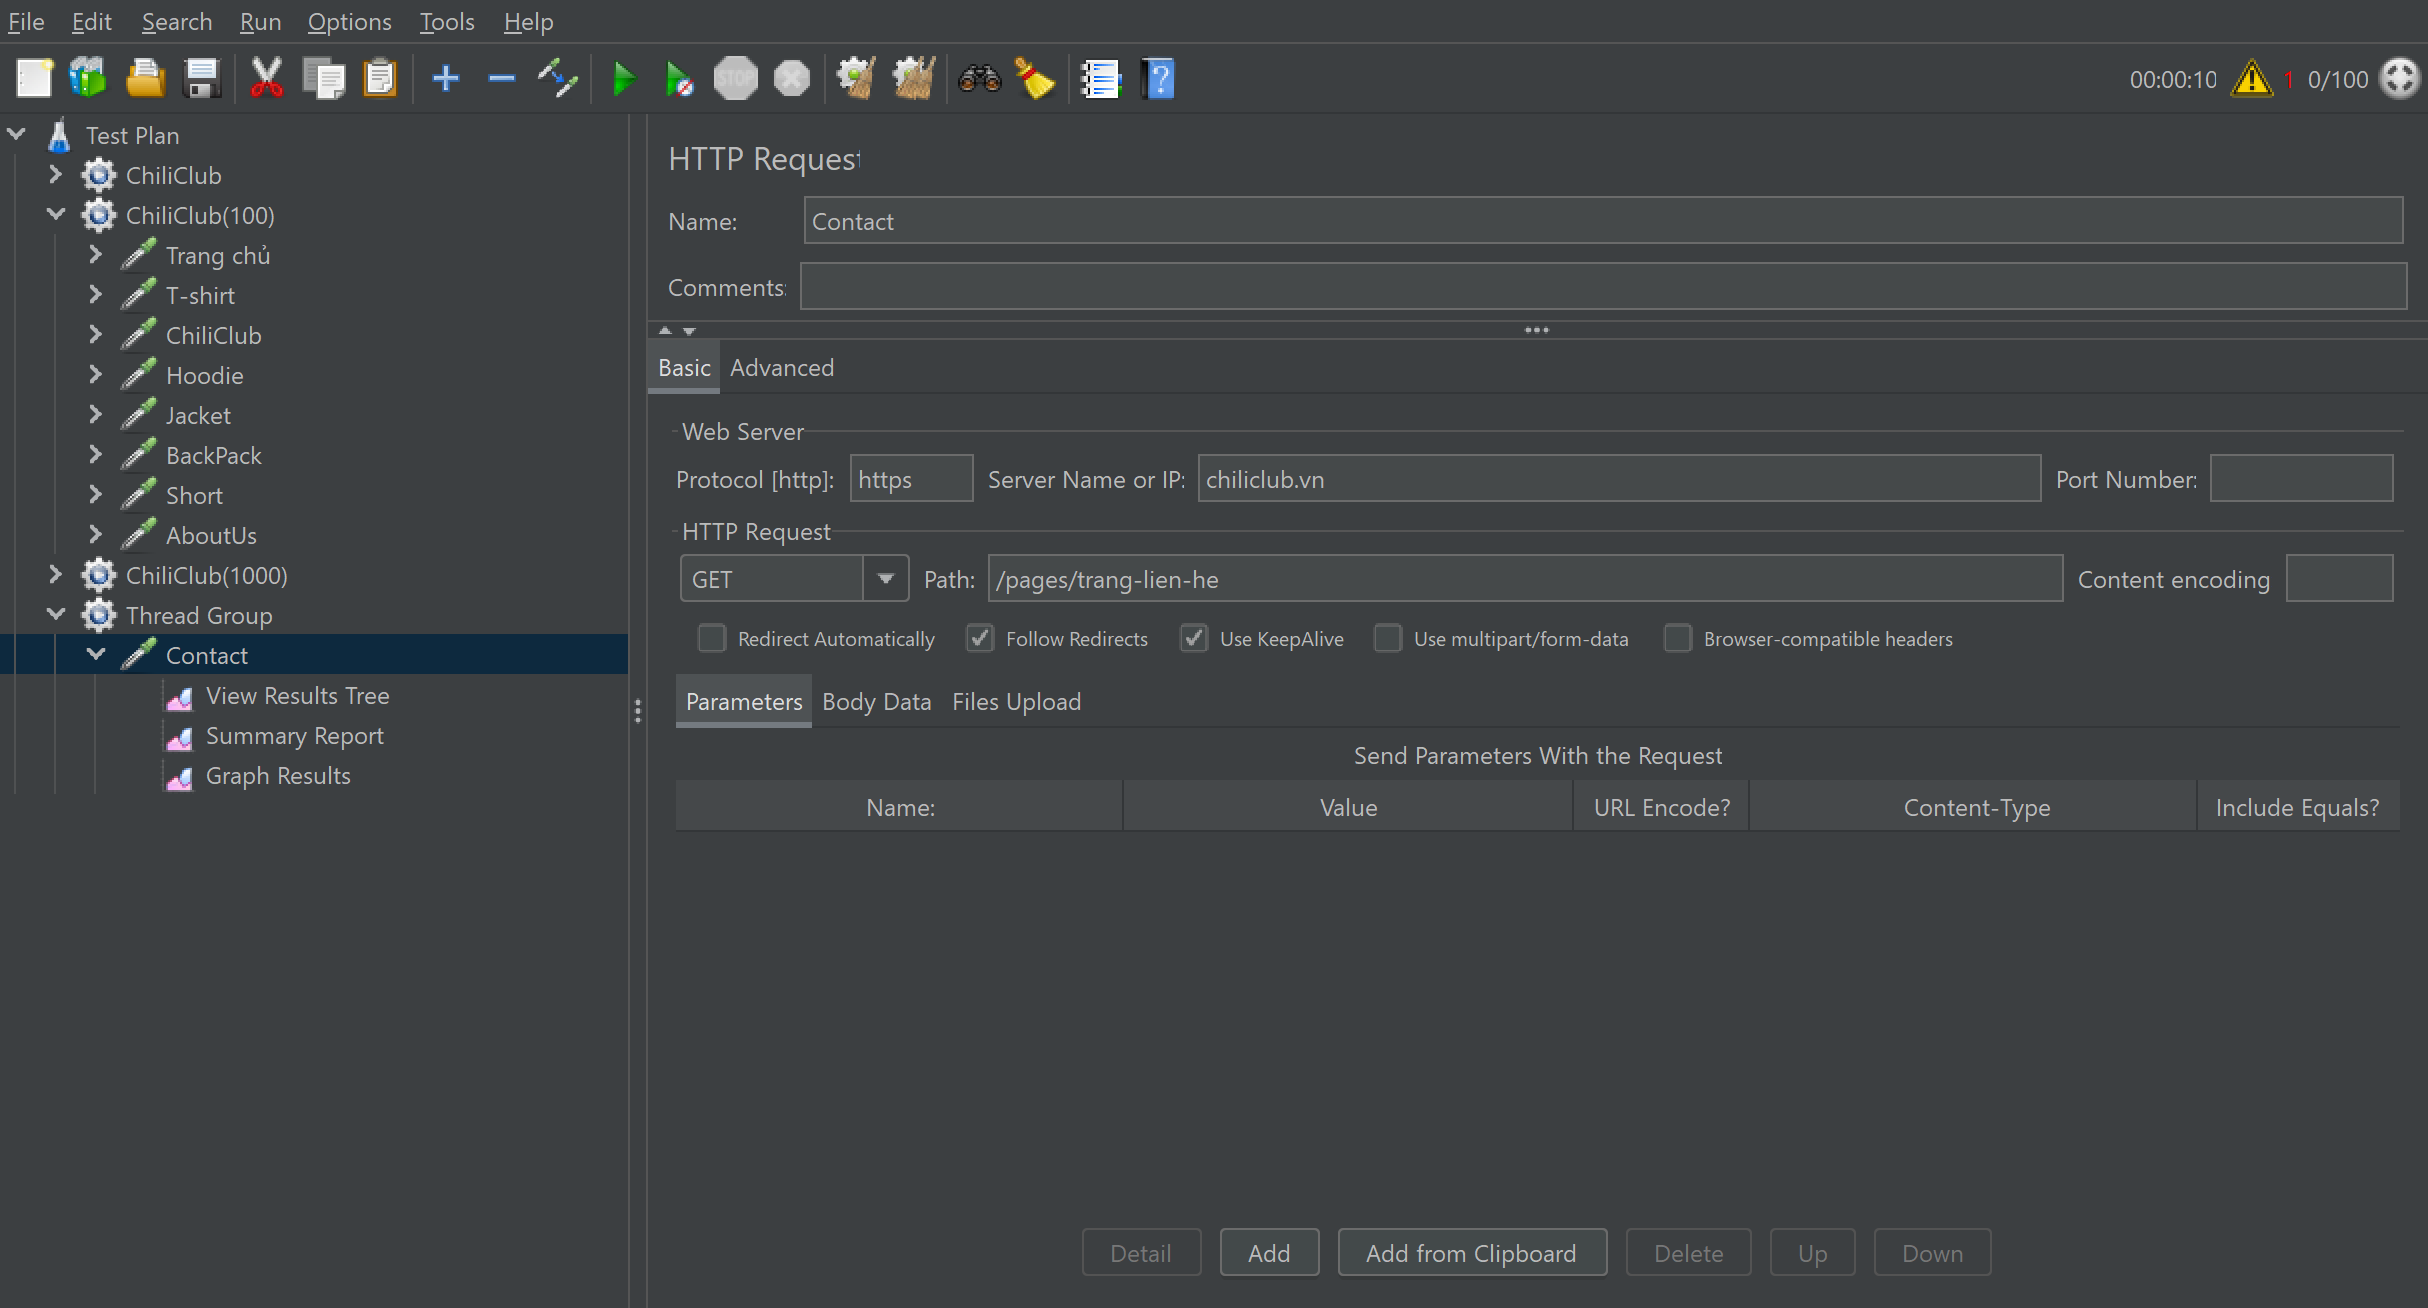 File Edit Search Run Options Tools Help
STOP ? 00:00:10 1 0/100
Test Plan
ChiliClub
ChiliClub(100)
Trang chủ
T-shirt
ChiliClub
Hoodie
Jacket
BackPack
Short
AboutUs
ChiliClub(1000)
Thread Group
Contact
View Results Tree
Summary Report
Graph Results
HTTP Request
Name: Contact
Comments:
Basic Advanced
Web Server
Protocol [http]: https Server Name or IP: chiliclub.vn Port Number:
HTTP Request
GET Path: /pages/trang-lien-he Content encoding
Redirect Automatically Follow Redirects Use KeepAlive Use multipart/form-data Browser-compatible headers
Parameters Body Data Files Upload
Send Parameters With the Request
Name: Value URL Encode? Content-Type Include Equals?
Detail Add Add from Clipboard Delete Up Down